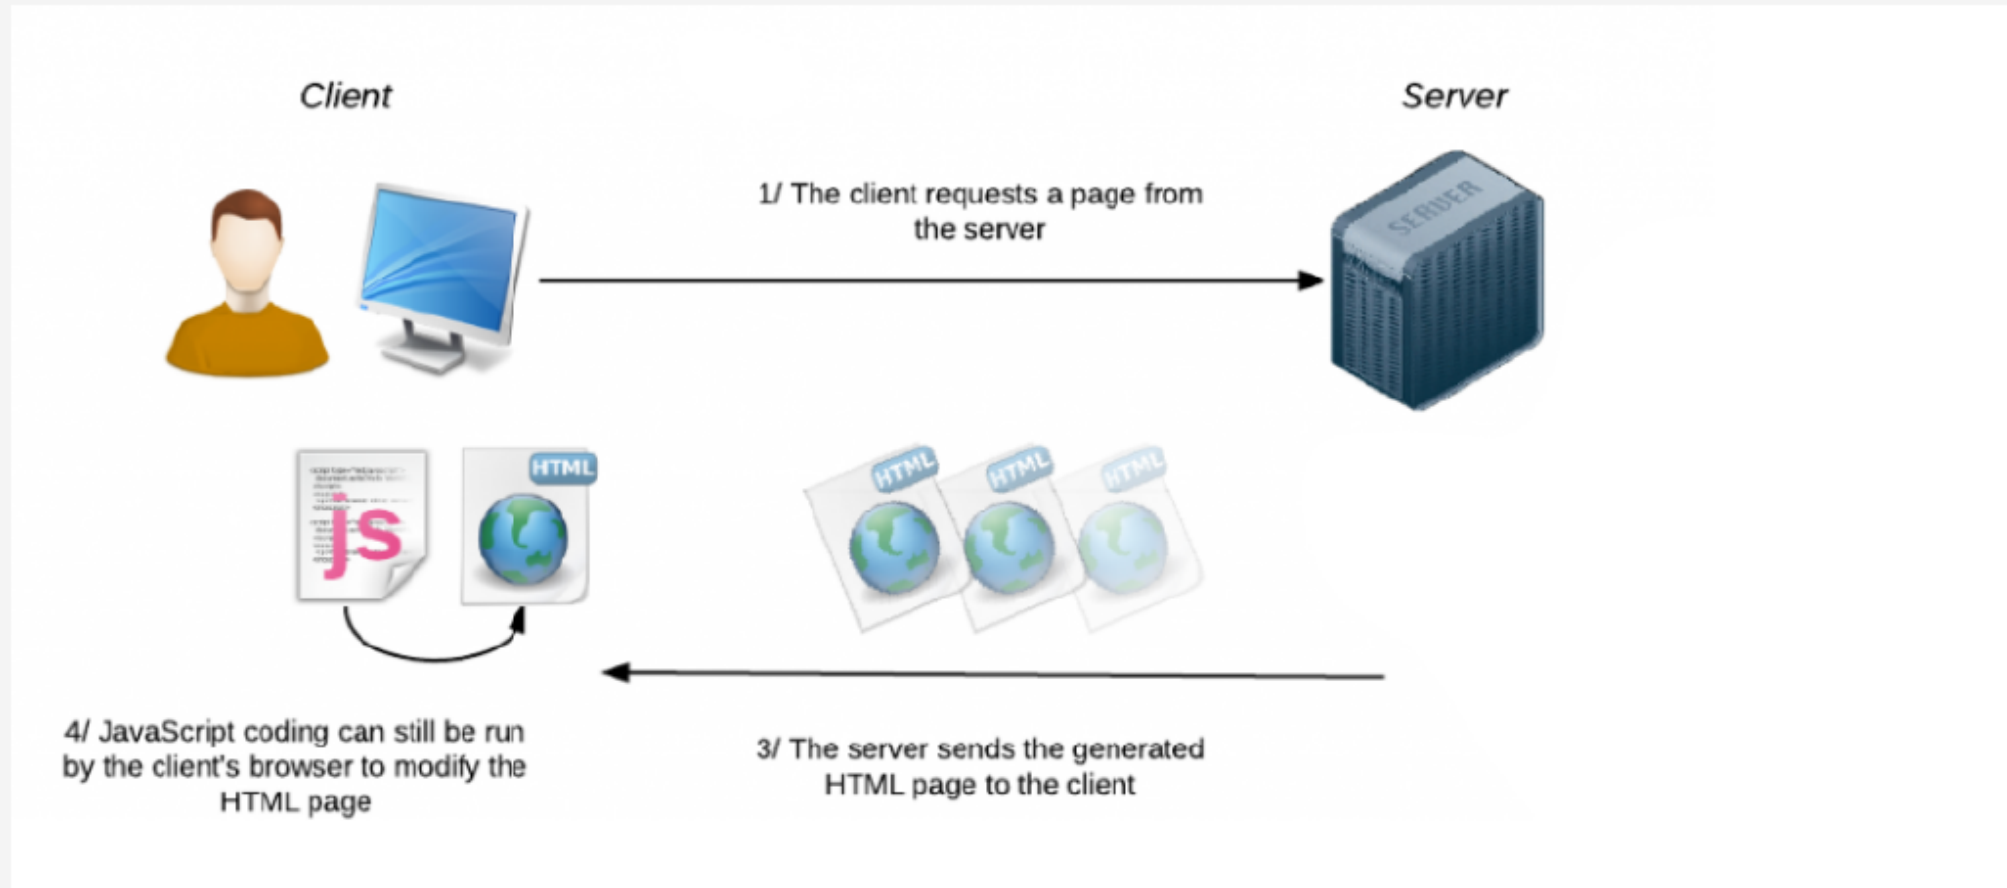 Client
Server
1/ The client requests a page from
the server
SERVER
HTML
HTML
HTML
HTML
js
4/ JavaScript coding can still be run
by the client's browser to modify the
HTML page
3/ The server sends the generated
HTML page to the client